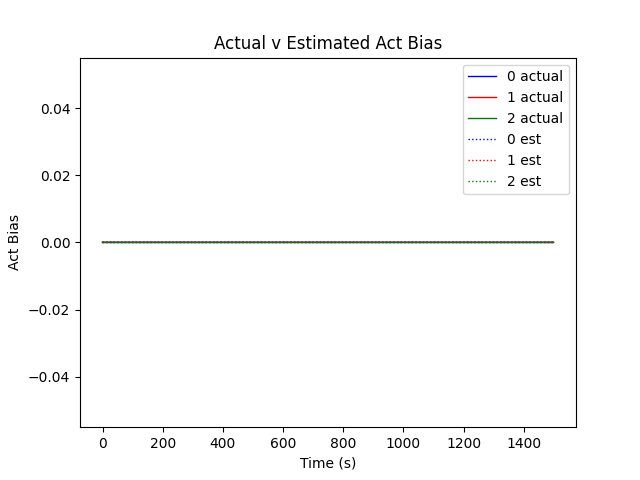 Actual v Estimated Act Bias
0 actual
1 actual
2 actual
0 est
1 est
2 est
0.04
0.02
0.00
−0.02
−0.04
Act Bias
0 200 400 600 800 1000 1200 1400
Time (s)